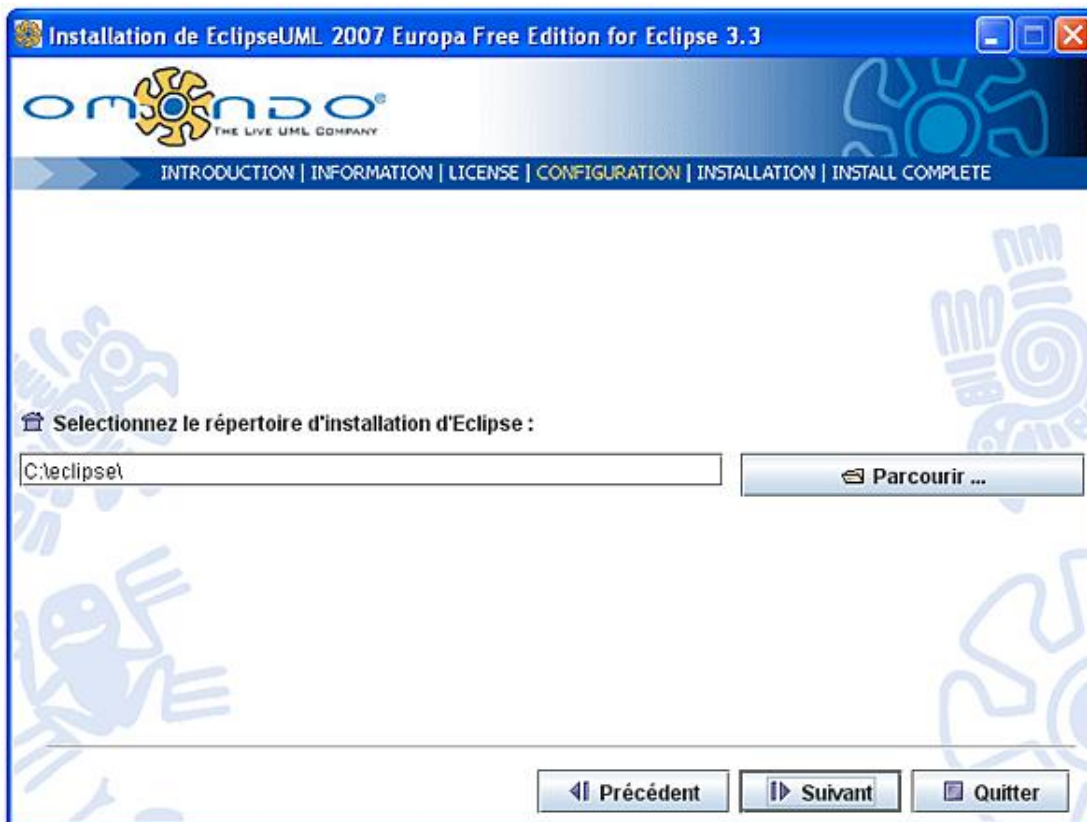 Installation de EclipseUML 2007 Europa Free Edition for Eclipse 3.3
OMONDO®
THE LIVE UML COMPANY
INTRODUCTION | INFORMATION | LICENSE | CONFIGURATION | INSTALLATION | INSTALL COMPLETE
Selectionnez le répertoire d'installation d'Eclipse :
C:\eclipse\
Parcourir ...
Précédent
Suivant
Quitter